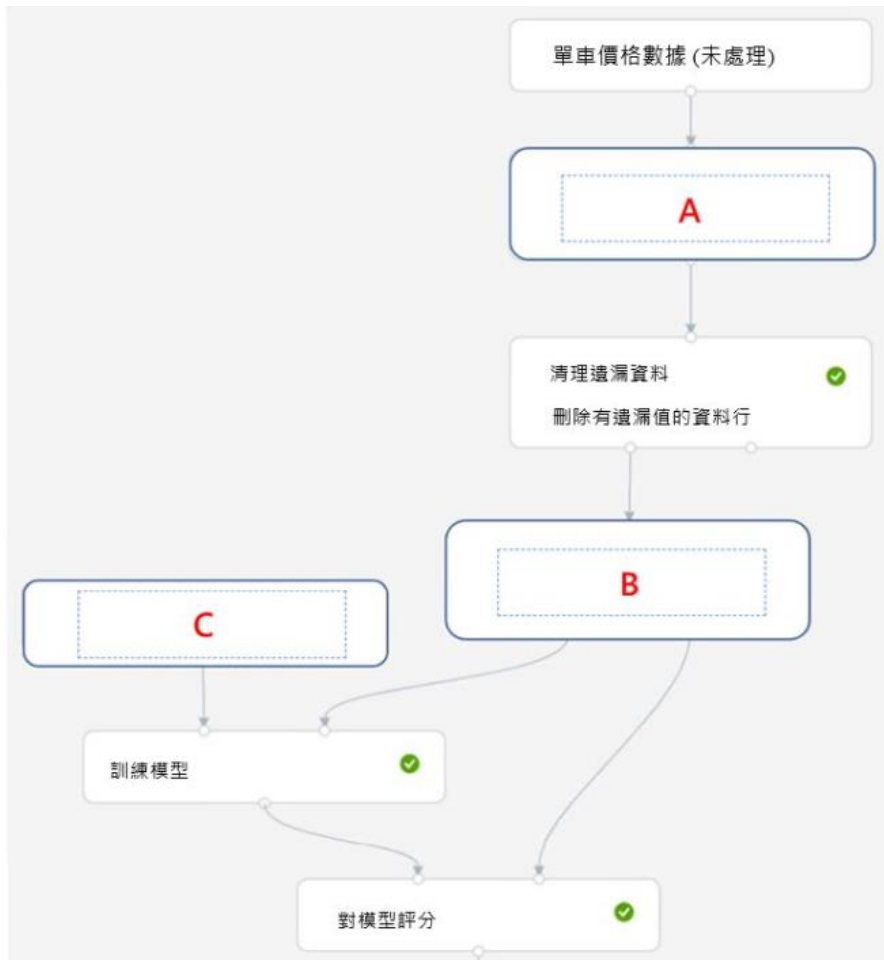 單車價格數據 (未處理)
A
清理遺漏資料
刪除有遺漏值的資料行
B
C
訓練模型
對模型評分